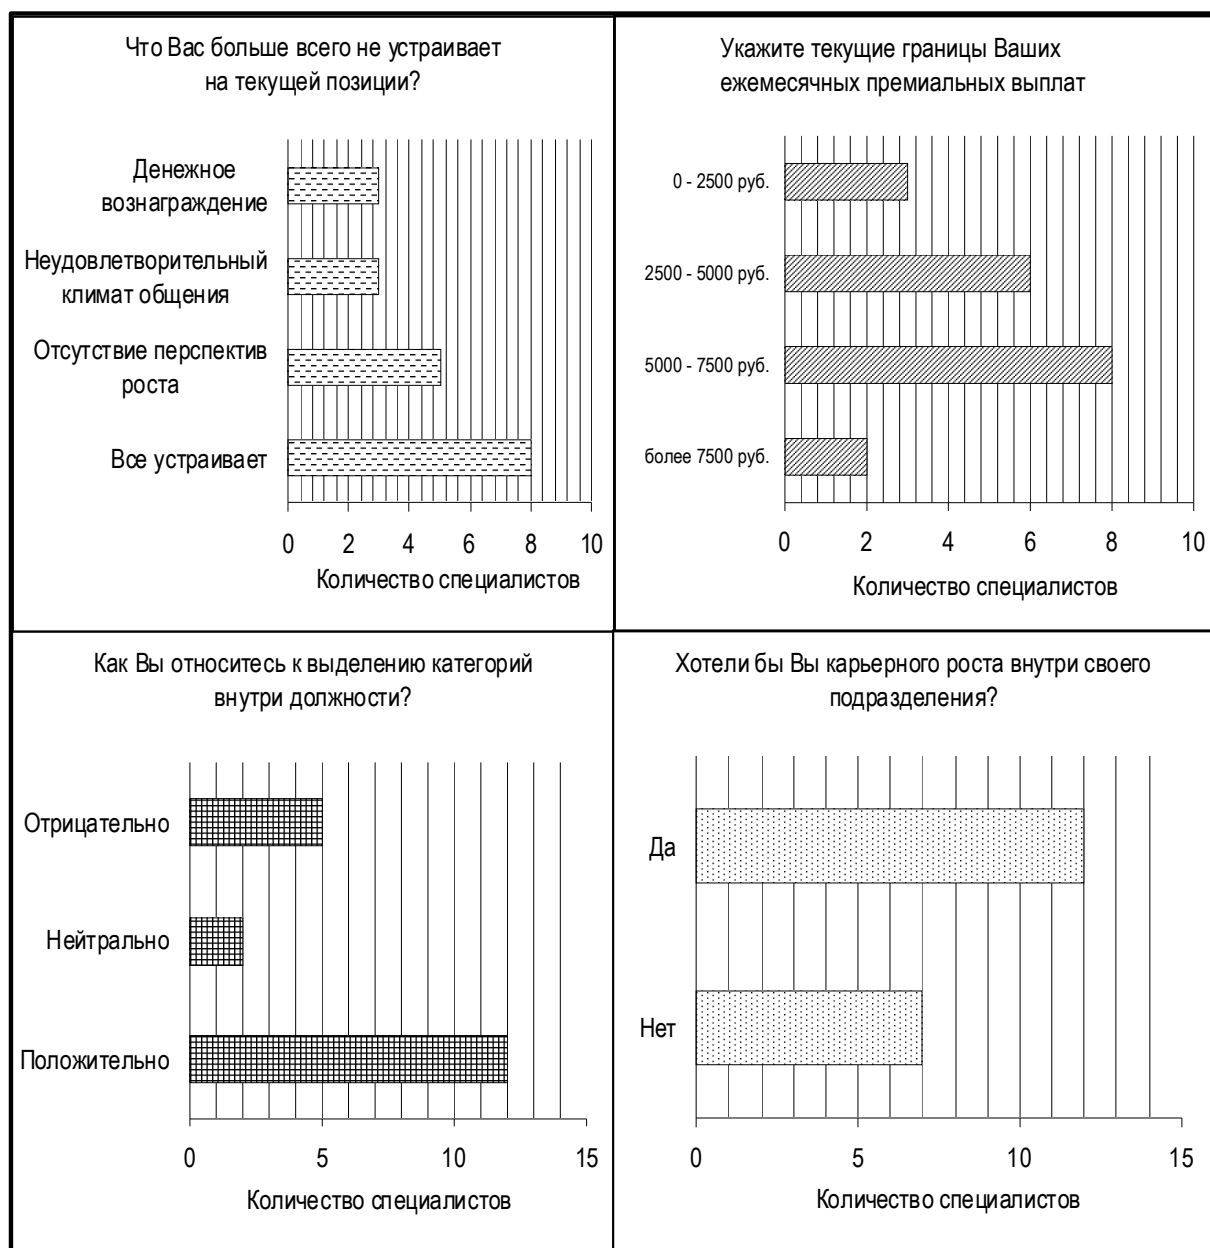 Что Вас больше всего не устраивает
на текущей позиции?
Денежное
вознаграждение
Неудовлетворительный
климат общения
Отсутствие перспектив
роста
Все устраивает
0 2 4 6 8 10
Количество специалистов
Укажите текущие границы Ваших
ежемесячных премиальных выплат
0 - 2500 руб.
2500 - 5000 руб.
5000 - 7500 руб.
более 7500 руб.
0 2 4 6 8 10
Количество специалистов
Как Вы относитесь к выделению категорий
внутри должности?
Отрицательно
Нейтрально
Положительно
0 5 10 15
Количество специалистов
Хотели бы Вы карьерного роста внутри своего
подразделения?
Да
Нет
0 5 10 15
Количество специалистов